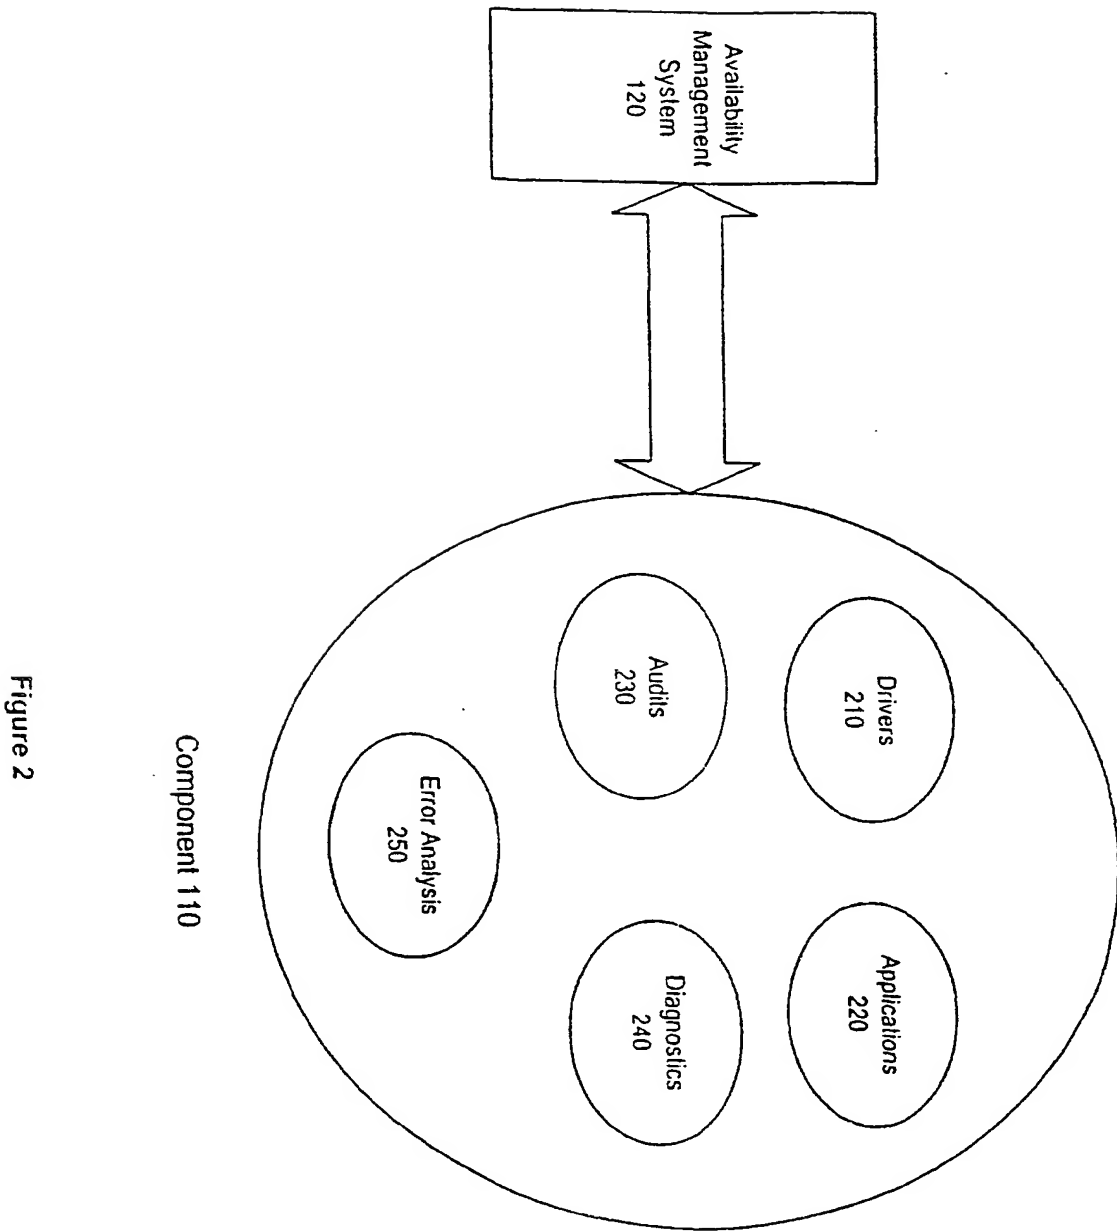 Availability
Management
System
120
Drivers
210
Applications
220
Audits
230
Diagnostics
240
Error Analysis
250
Component 110
Figure 2